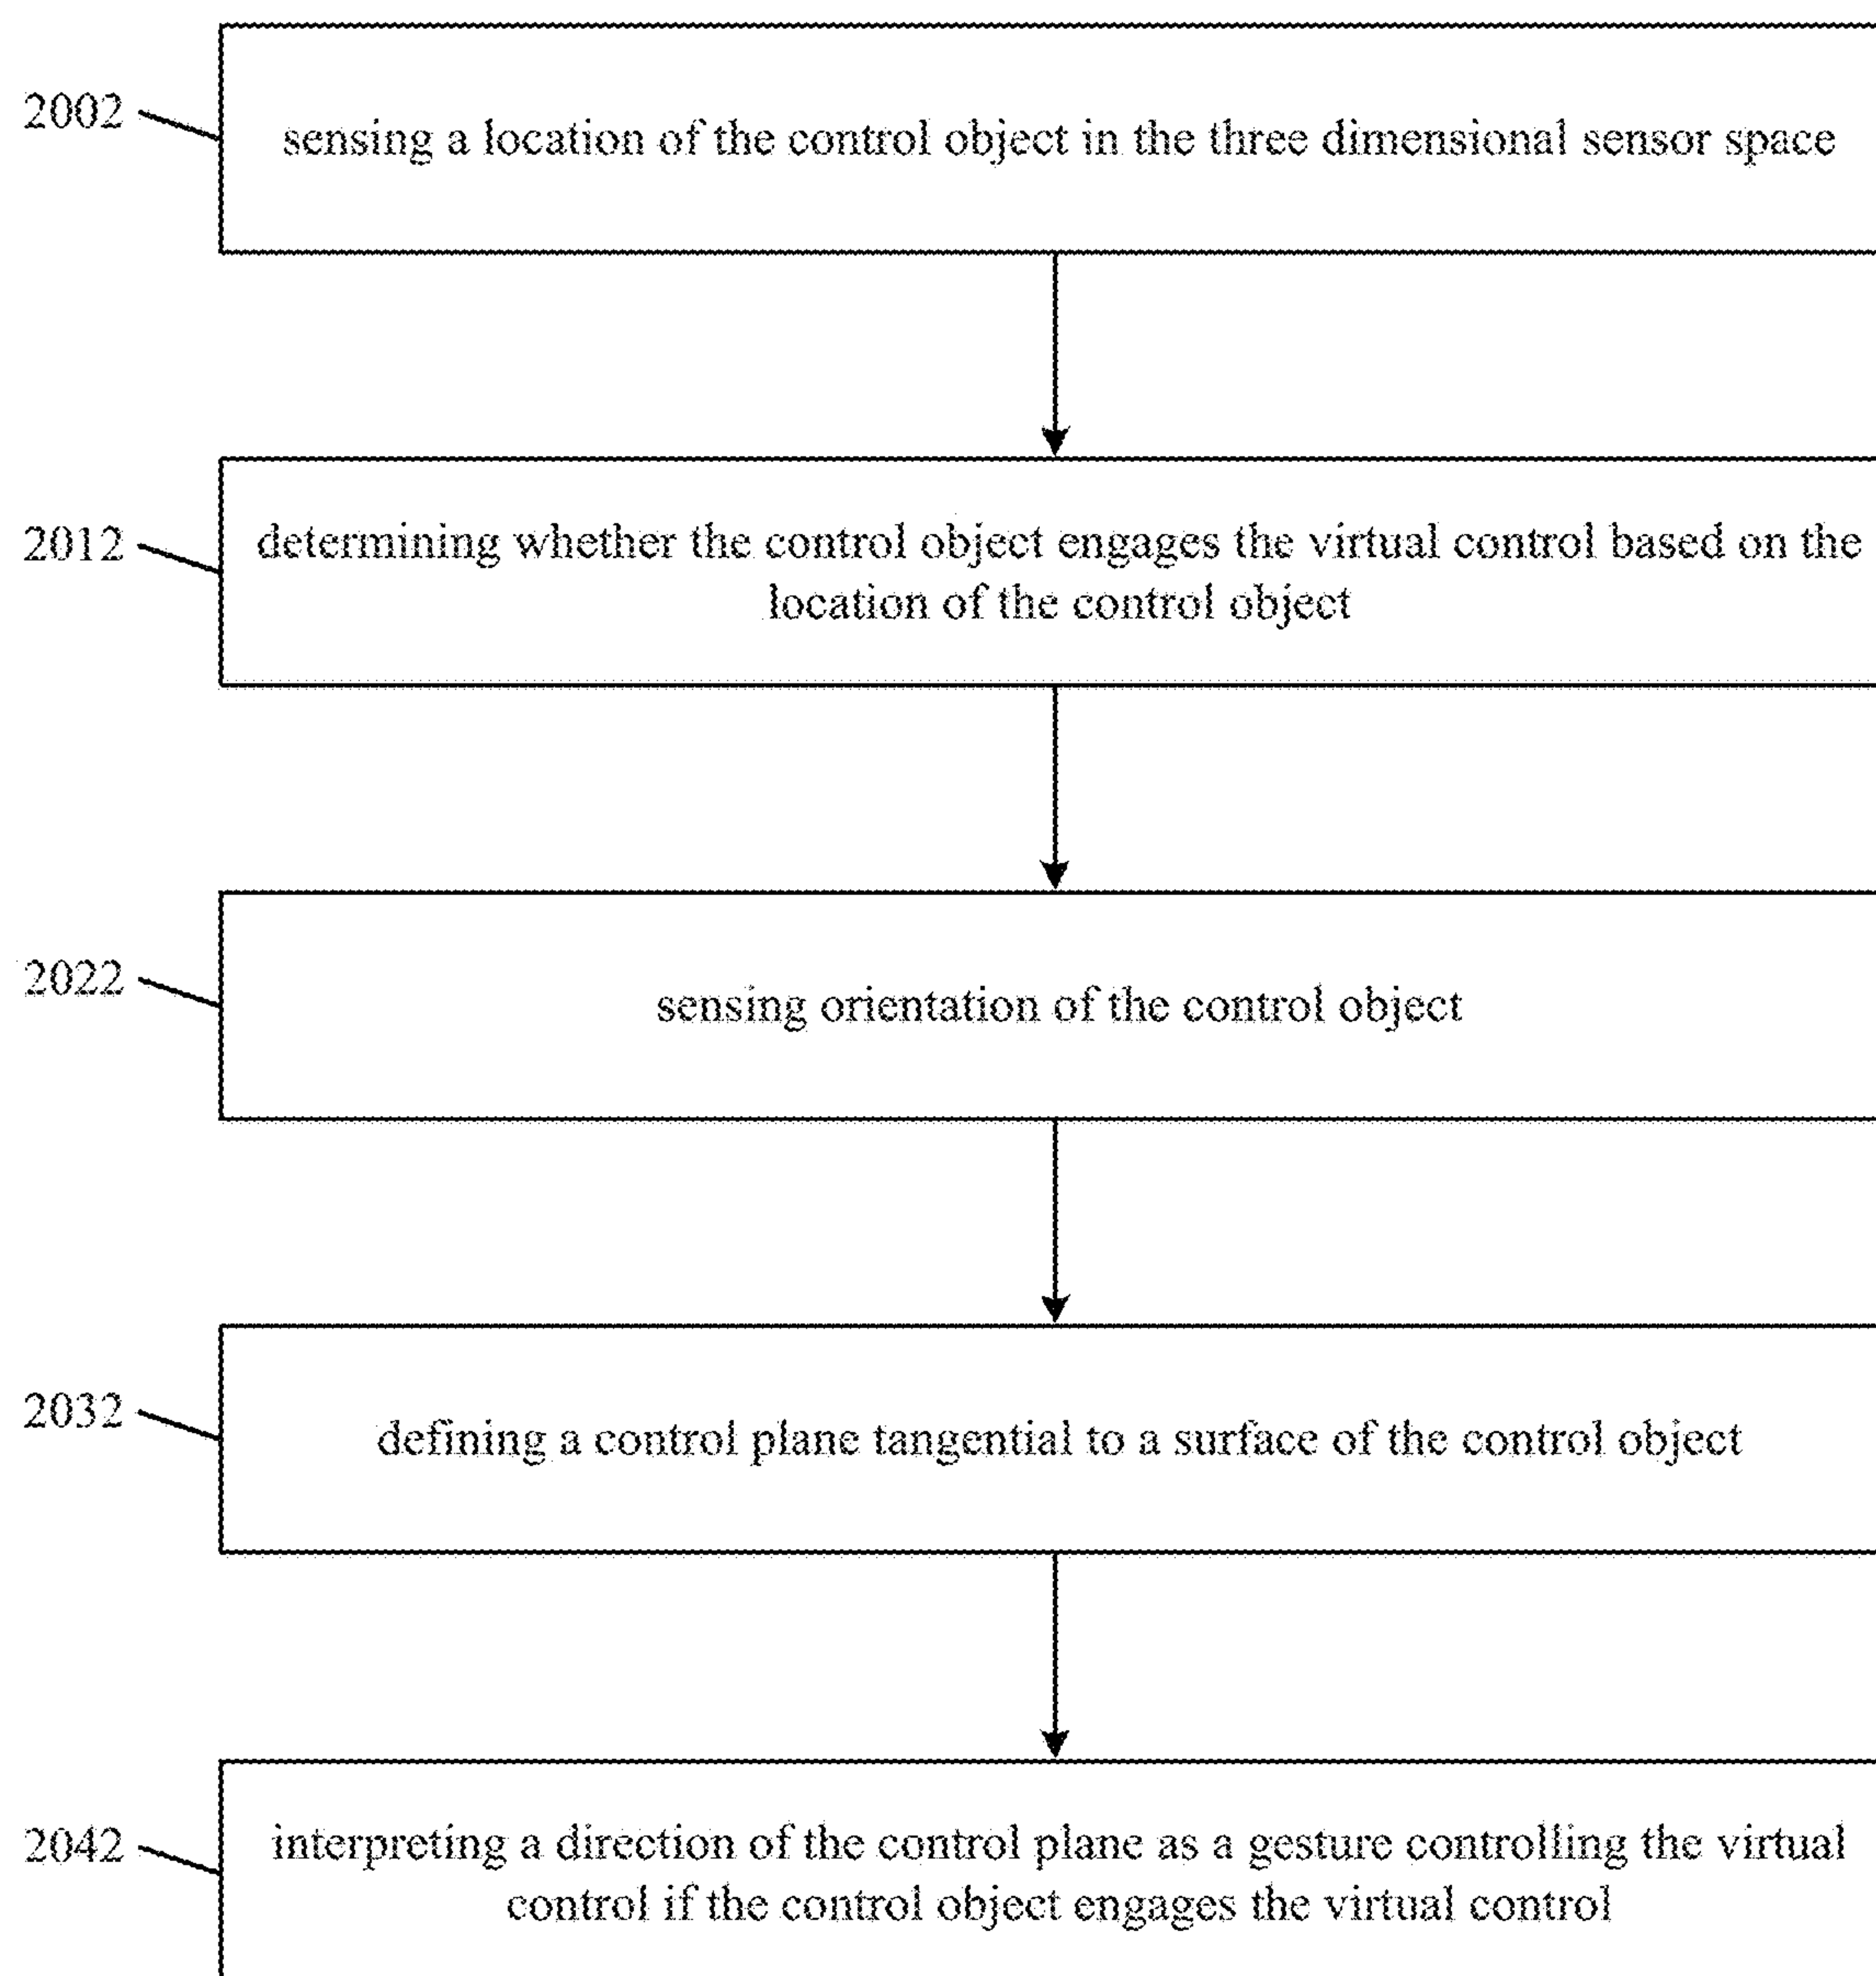 2002
sensing a location of the control object in the three dimensional sensor space
2012
determining whether the control object engages the virtual control based on the
location of the control object
2022
sensing orientation of the control object
2032
defining a control plane tangential to a surface of the control object
2042
interpreting a direction of the control plane as a gesture controlling the virtual
control if the control object engages the virtual control